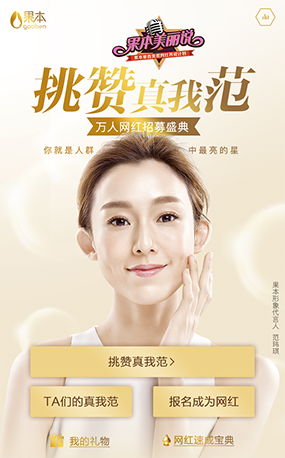 果本
gooben
果本美丽说
挑赞真我范
万人网红招募盛典
你就是人群 中最亮的星
果本形象代言人 范玮琪
挑赞真我范>
TA们的真我范
报名成为网红
我的礼物
网红速成宝典